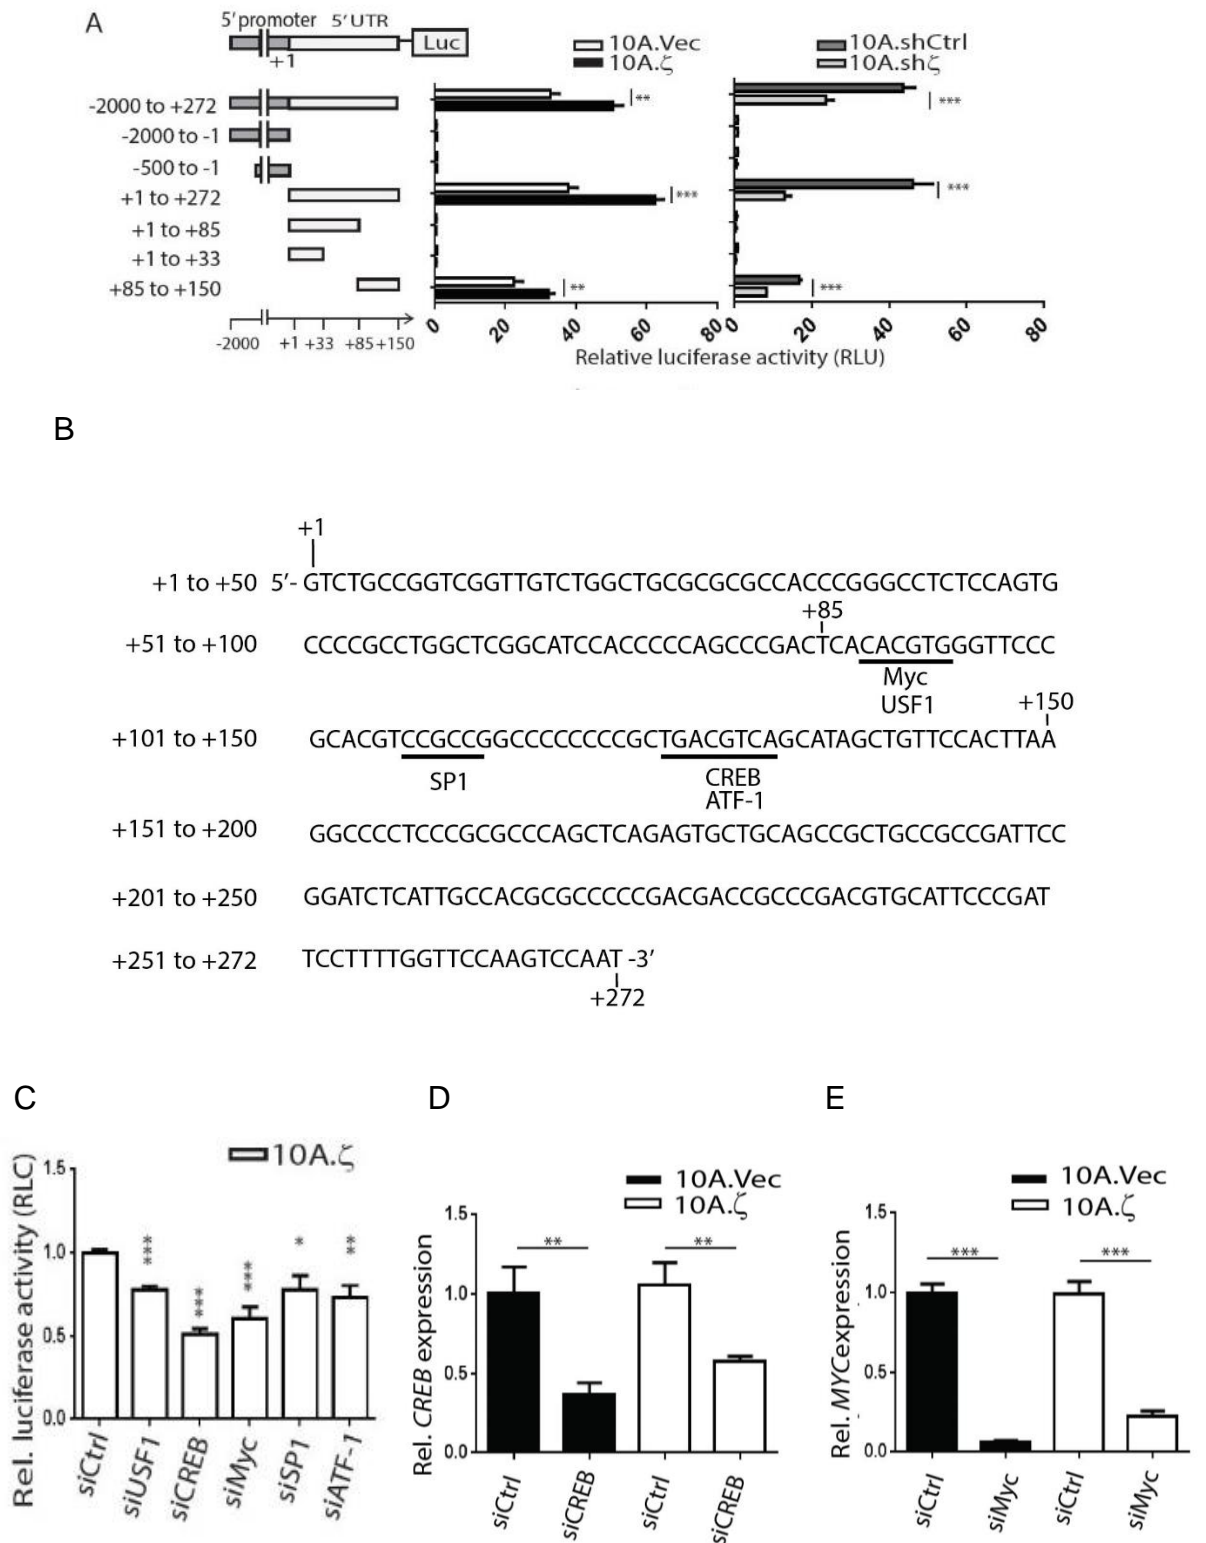 A
5′ promoter 5′ UTR
Luc
+1
10A.Vec
10A.ζ
10A.shCtrl
10A.shζ
-2000 to +272
-2000 to -1
-500 to -1
+1 to +272
+1 to +85
+1 to +33
+85 to +150
** *** **
*** *** ***
-2000 +1 +33 +85 +150
0 20 40 60 80
0 20 40 60 80
Relative luciferase activity (RLU)
B
+1
+1 to +50 5′- GTCTGCCGGTCGGTTGTCTGGCTGCGCGCGCCACCCGGGCCTCTCCAGTG
+85
+51 to +100 CCCCGCCTGGCTCGGCATCCACCCCCAGCCCGACTCACACGTGGGTTCCC
Myc
USF1
+150
+101 to +150 GCACGTCCGCCGGCCCCCCCCGCTGACGTCAGCATAGCTGTTCCACTTAA
SP1
CREB
ATF-1
+151 to +200 GGCCCCTCCCGCGCCCAGCTCAGAGTGCTGCAGCCGCTGCCGCCGATTCC
+201 to +250 GGATCTCATTGCCACGCGCCCCCGACGACCGCCCGACGTGCATTCCCGAT
+251 to +272 TCCTTTTGGTTCCAAGTCCAAT -3′
+272
C
10A.ζ
Rel. luciferase activity (RLC)
1.5
1.0
0.5
0.0
*** *** *** * **
siCtrl siUSF1 siCREB siMyc siSP1 siATF-1
D
10A.Vec
10A.ζ
Rel. CREB expression
1.5
1.0
0.5
0.0
** **
siCtrl siCREB siCtrl siCREB
E
10A.Vec
10A.ζ
Rel. MYCexpression
1.5
1.0
0.5
0.0
*** ***
siCtrl siMyc siCtrl siMyc